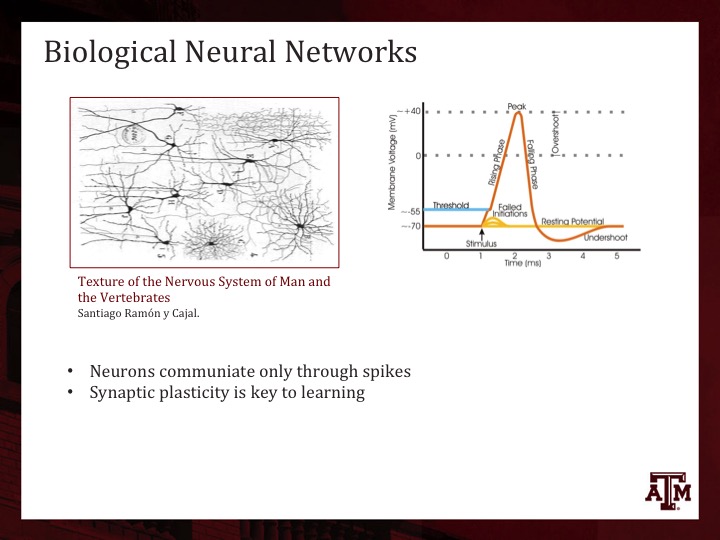 Biological Neural Networks
Texture of the Nervous System of Man and
the Vertebrates
Santiago Ramón y Cajal.
Membrane Voltage (mV)
~+40
0
~-55
~-70
Peak
Overshoot
Rising Phase
Falling Phase
Threshold
Failed
Initiations
Resting Potential
Stimulus
Undershoot
0 1 2 3 4 5
Time (ms)
• Neurons communiate only through spikes
• Synaptic plasticity is key to learning
ATM